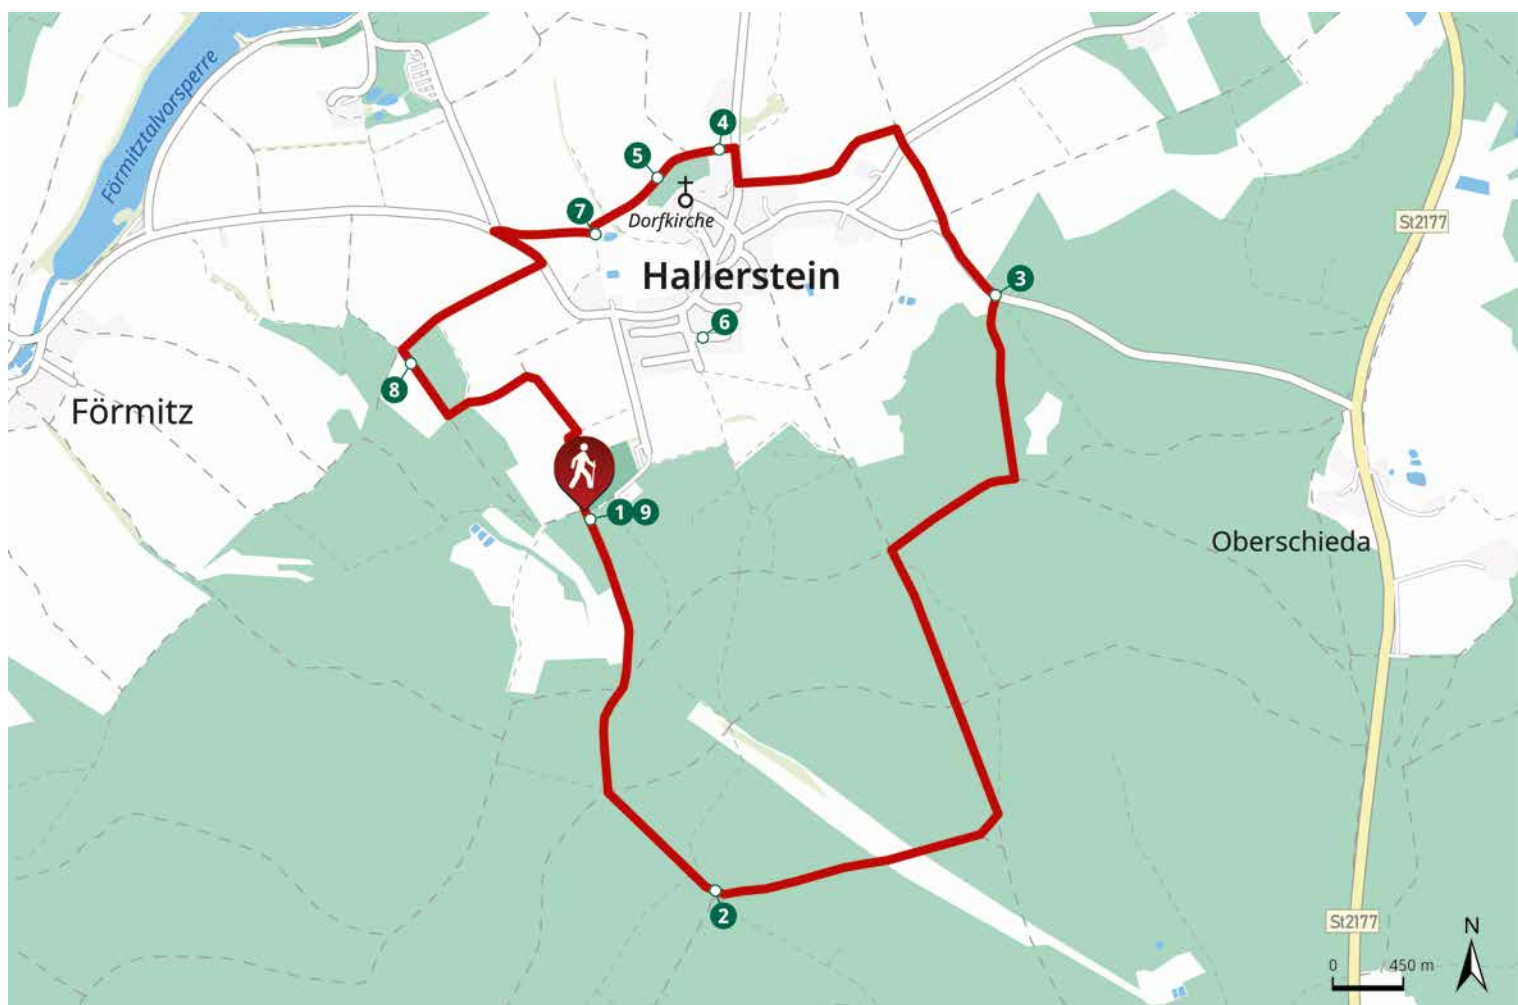 Förmitztalvorsperre
4
5
Dorfkirche
7
St2177
Hallerstein
3
6
8
Förmitz
1 9
Oberschieda
2
St2177
N
0 450 m